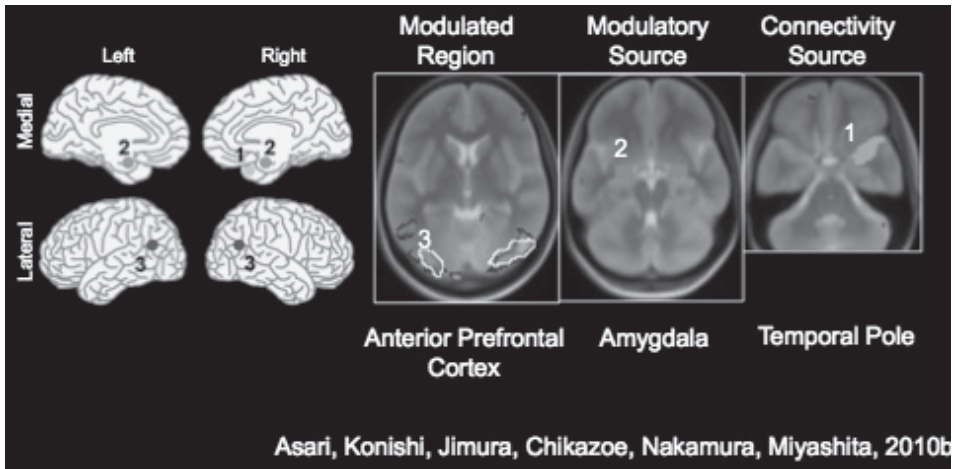 Left
Right
Medial
2
1
2
Lateral
3
3
Modulated
Region
Modulatory
Source
Connectivity
Source
3
2
1
Anterior Prefrontal
Cortex
Amygdala
Temporal Pole
Asari, Konishi, Jimura, Chikazoe, Nakamura, Miyashita, 2010b